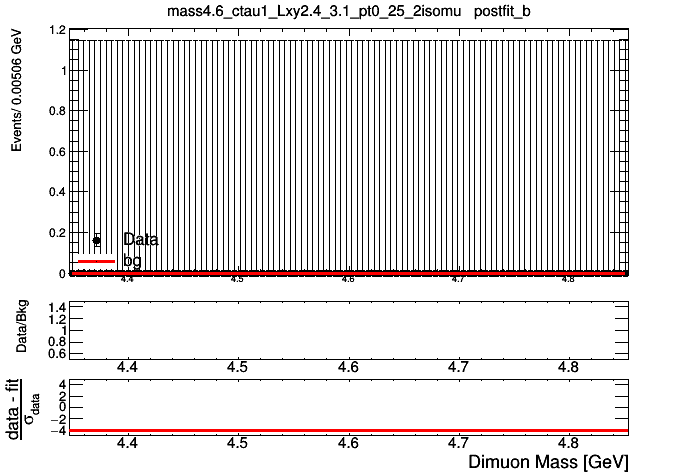 mass4.6_ctau1_Lxy2.4_3.1_pt0_25_2isomu postfit_b
Events/ 0.00506 GeV
1.2
1
0.8
0.6
0.4
0.2
0
Data
bg
4.4 4.5 4.6 4.7 4.8
Data/Bkg
1.4
1.2
1
0.8
0.6
4.4 4.5 4.6 4.7 4.8
data - fit
σdata
4
2
0
−2
−4
4.4 4.5 4.6 4.7 4.8
Dimuon Mass [GeV]